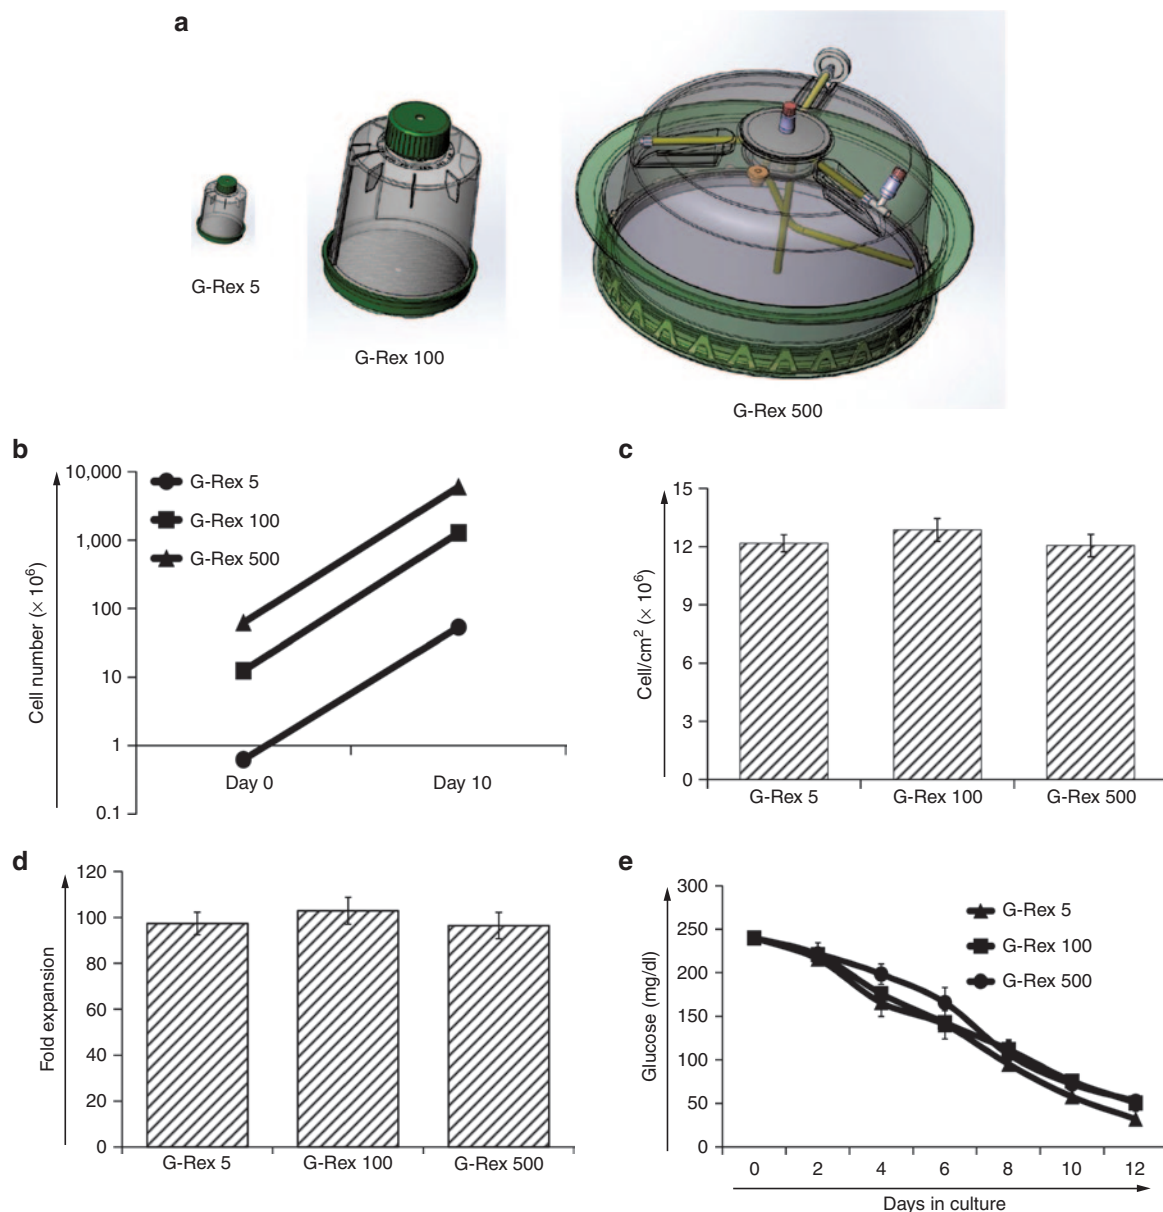 a
G-Rex 5
G-Rex 100
G-Rex 500
b
10,000
1,000
100
10
1
0.1
Cell number (× 10⁶)
G-Rex 5
G-Rex 100
G-Rex 500
Day 0
Day 10
c
15
12
9
6
3
0
Cell/cm² (× 10⁶)
G-Rex 5
G-Rex 100
G-Rex 500
d
120
100
80
60
40
20
0
Fold expansion
G-Rex 5
G-Rex 100
G-Rex 500
e
300
250
200
150
100
50
0
Glucose (mg/dl)
G-Rex 5
G-Rex 100
G-Rex 500
0 2 4 6 8 10 12
Days in culture